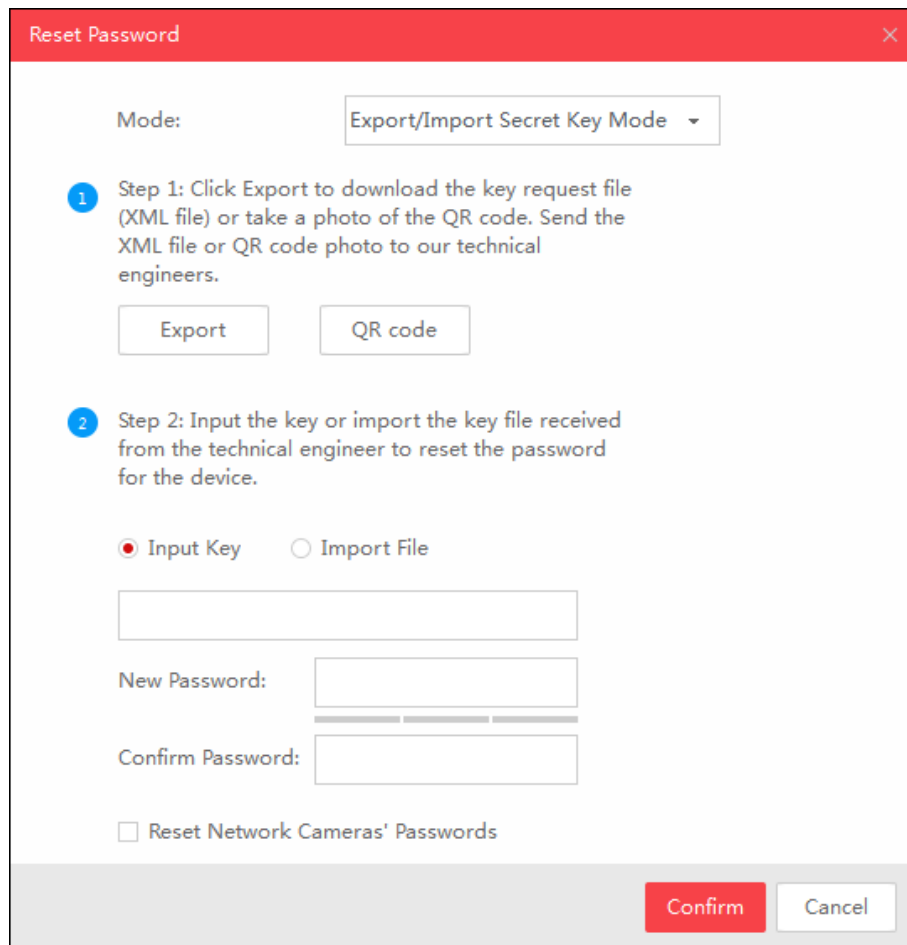 Reset Password
Mode: Export/Import Secret Key Mode
1 Step 1: Click Export to download the key request file
(XML file) or take a photo of the QR code. Send the
XML file or QR code photo to our technical
engineers.
Export QR code
2 Step 2: Input the key or import the key file received
from the technical engineer to reset the password
for the device.
Input Key Import File
New Password:
Confirm Password:
Reset Network Cameras' Passwords
Confirm Cancel